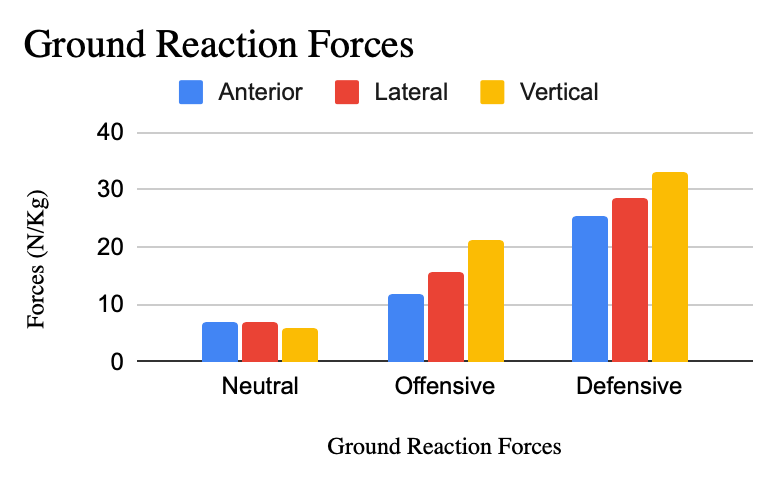 Ground Reaction Forces
Anterior Lateral Vertical
40
30
20
10
0
Forces (N/Kg)
Neutral Offensive Defensive
Ground Reaction Forces